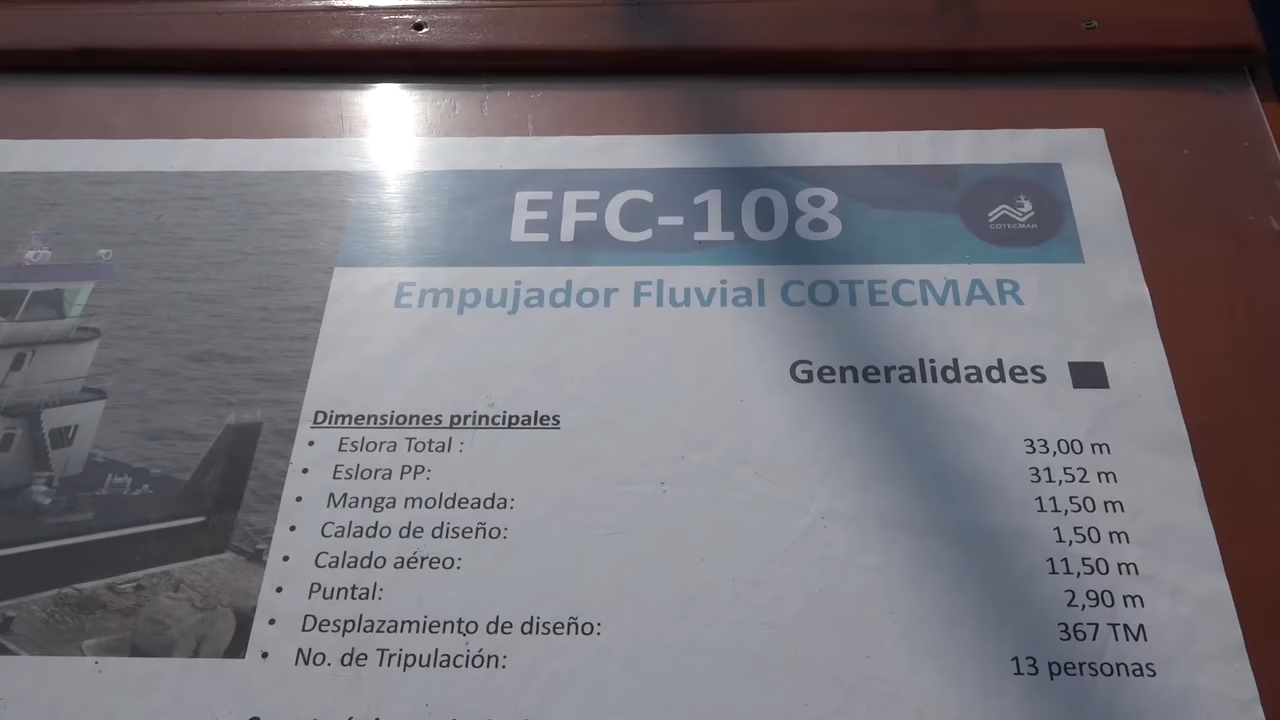 EFC-108
COTECMAR
Empujador Fluvial COTECMAR
Generalidades
Dimensiones principales
• Eslora Total : 33,00 m
• Eslora PP: 31,52 m
• Manga moldeada: 11,50 m
• Calado de diseño: 1,50 m
• Calado aéreo: 11,50 m
• Puntal: 2,90 m
• Desplazamiento de diseño: 367 TM
• No. de Tripulación: 13 personas